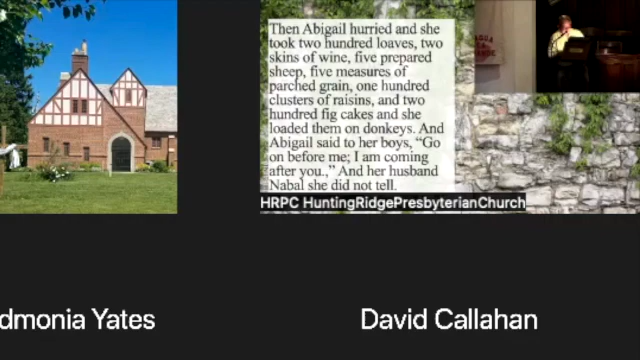 Then Abigail hurried and she
took two hundred loaves, two
skins of wine, five prepared
sheep, five measures of
parched grain, one hundred
clusters of raisins, and two
hundred fig cakes and she
loaded them on donkeys. And
Abigail said to her boys, “Go
on before me; I am coming
after you.,” And her husband
Nabal she did not tell.
HRPC HuntingRidgePresbyterianChurch
dmonia Yates
David Callahan